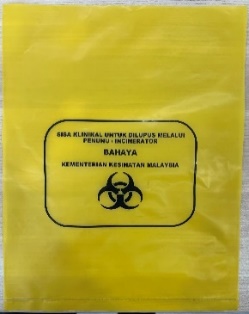 SISA KLINIKAL UNTUK DILUPUS MELALUI
PENUNU - INCINERATOR
BAHAYA
KEMENTERIAN KESIHATAN MALAYSIA